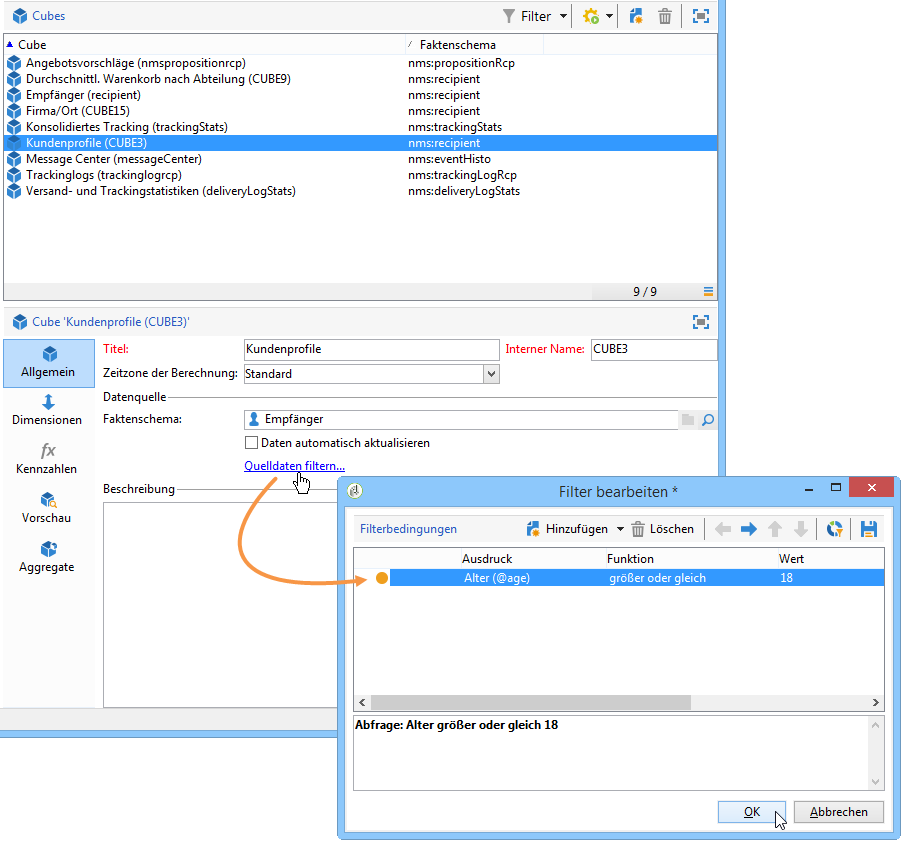 Cubes
Filter
Cube Faktenschema
Angebotsvorschläge (nmspropositionrcp) nms:propositionRcp
Durchschnittl. Warenkorb nach Abteilung (CUBE9) nms:recipient
Empfänger (recipient) nms:recipient
Firma/Ort (CUBE15) nms:recipient
Konsolidiertes Tracking (trackingStats) nms:trackingStats
Kundenprofile (CUBE3) nms:recipient
Message Center (messageCenter) nms:eventHisto
Trackinglogs (trackinglogrcp) nms:trackingLogRcp
Versand- und Trackingstatistiken (deliveryLogStats) nms:deliveryLogStats
9 / 9
Cube 'Kundenprofile (CUBE3)'
Allgemein
Dimensionen
fx
Kennzahlen
Vorschau
Aggregate
Titel: Kundenprofile Interner Name: CUBE3
Zeitzone der Berechnung: Standard
Datenquelle
Faktenschema: Empfänger
Daten automatisch aktualisieren
Quelldaten filtern...
Beschreibung
Filter bearbeiten *
Filterbedingungen Hinzufügen Löschen
Ausdruck Funktion Wert
Alter (@age) größer oder gleich 18
Abfrage: Alter größer oder gleich 18
OK Abbrechen